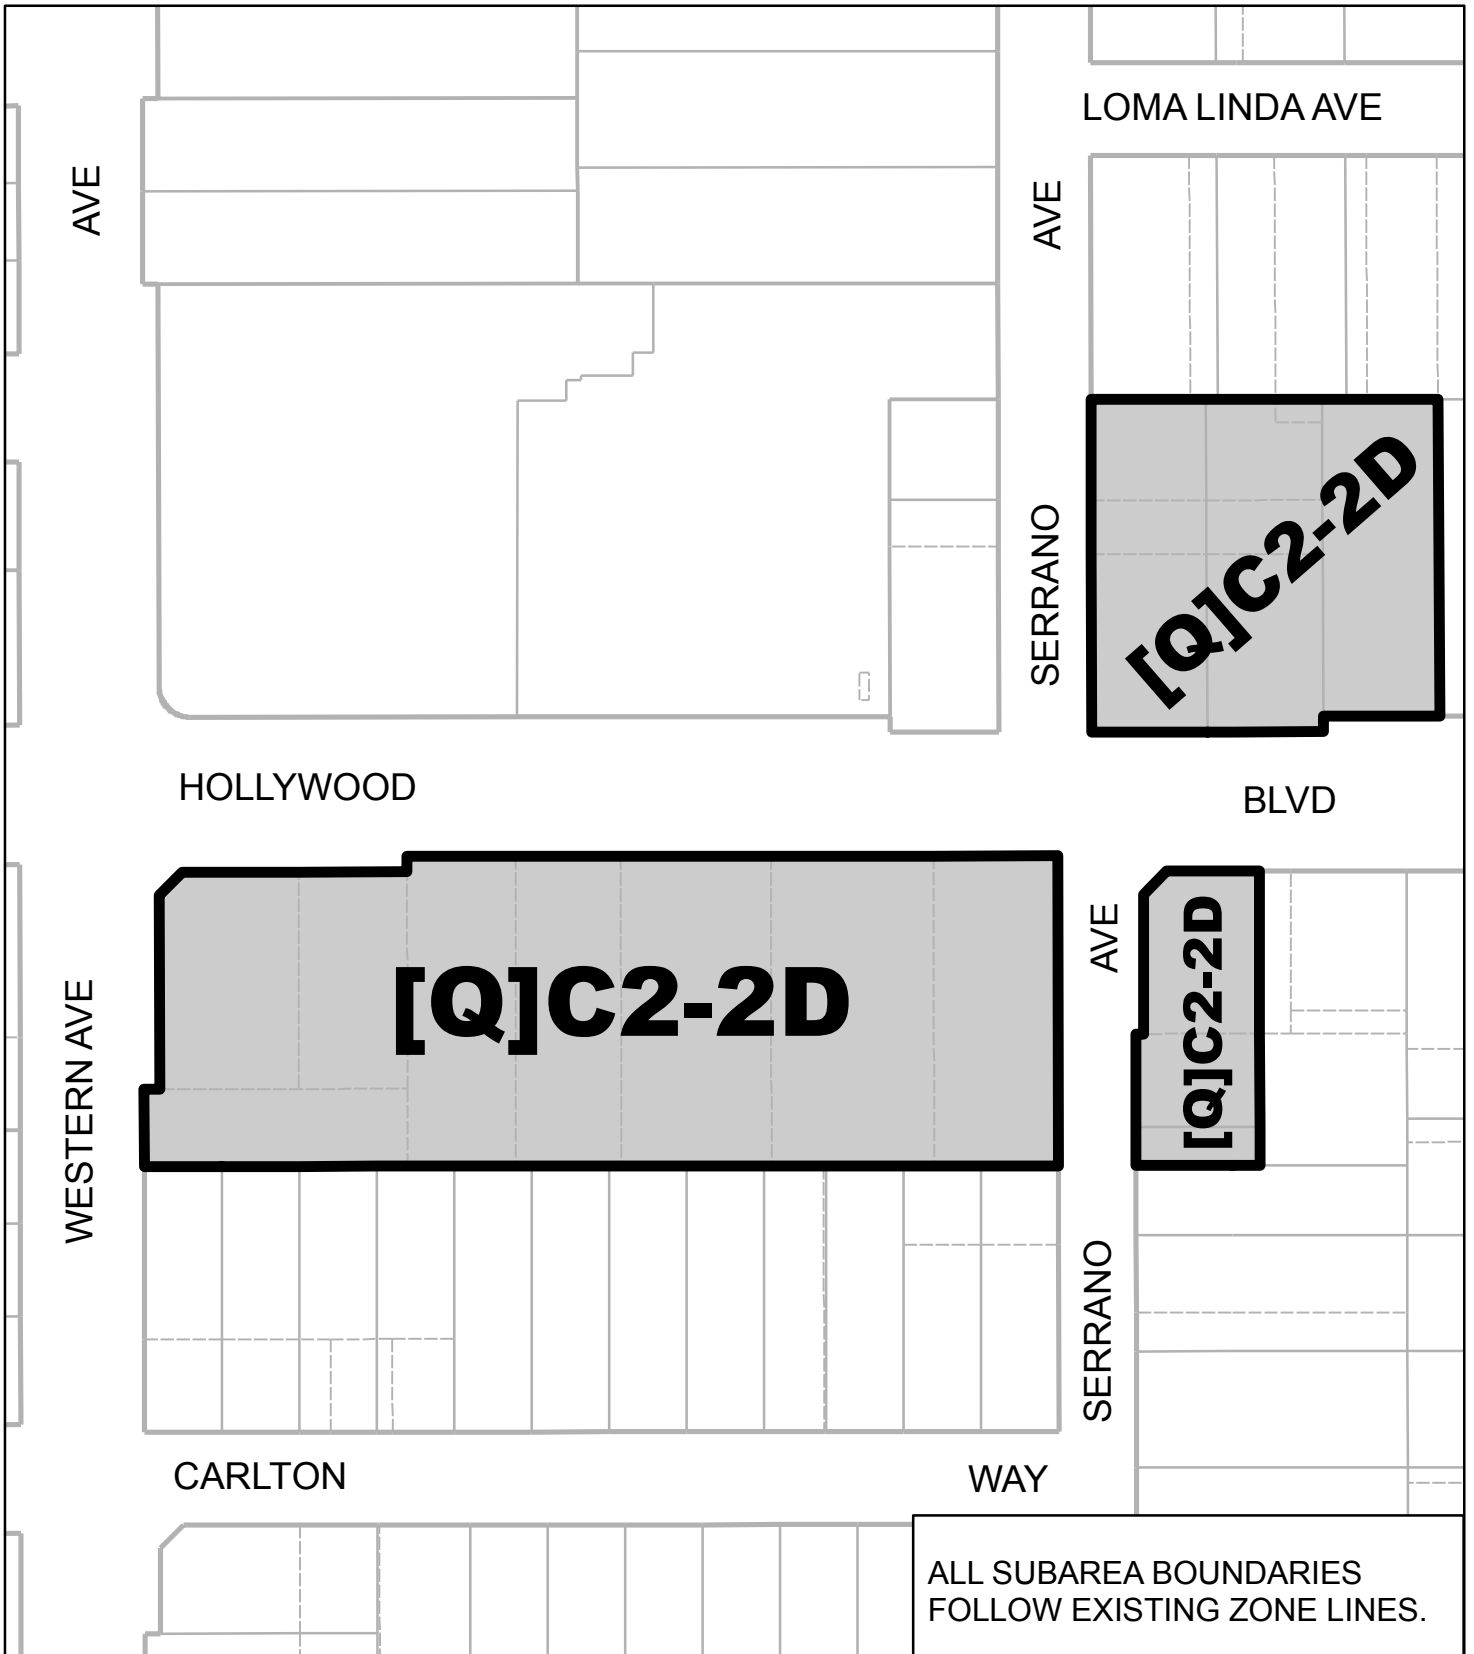 LOMA LINDA AVE
AVE
AVE
SERRANO
[Q]C2-2D
HOLLYWOOD
BLVD
[Q]C2-2D
AVE
[Q]C2-2D
WESTERN AVE
SERRANO
CARLTON
WAY
ALL SUBAREA BOUNDARIES
FOLLOW EXISTING ZONE LINES.